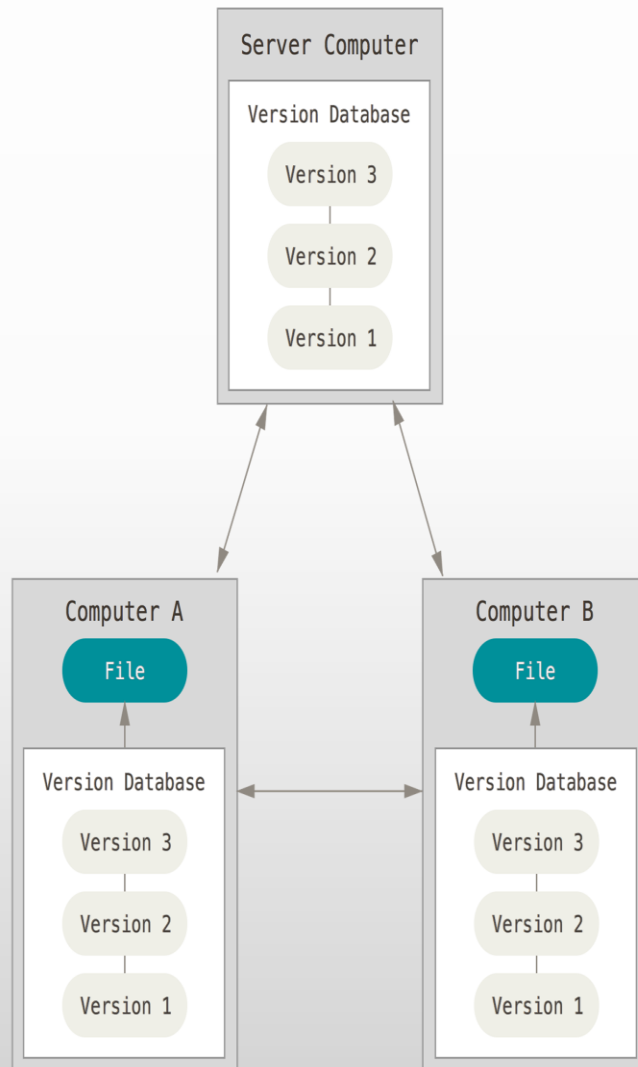 Server Computer
Version Database
Version 3
Version 2
Version 1
Computer A
File
Version Database
Version 3
Version 2
Version 1
Computer B
File
Version Database
Version 3
Version 2
Version 1